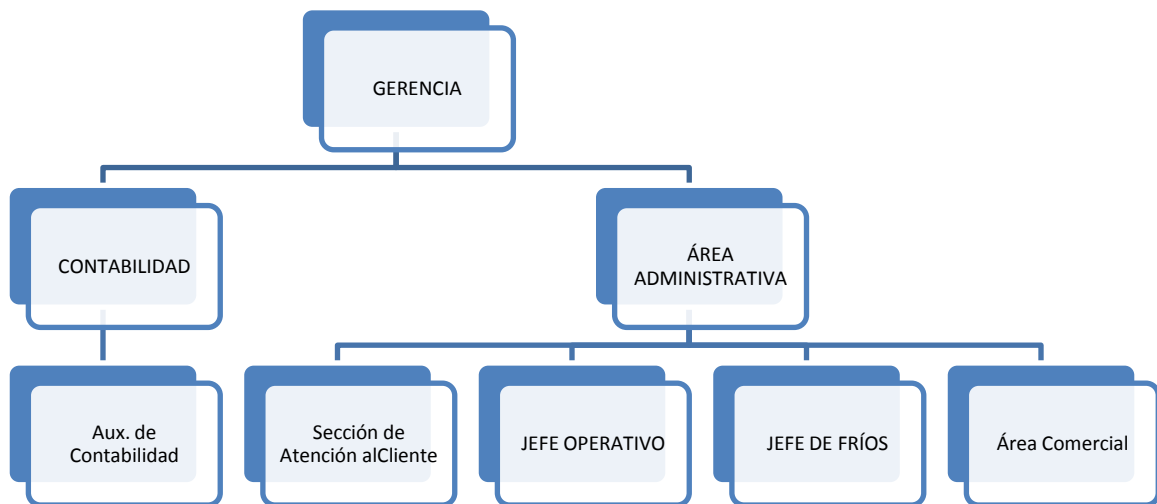 GERENCIA
CONTABILIDAD
ÁREA
ADMINISTRATIVA
Aux. de
Contabilidad
Sección de
Atención alCliente
JEFE OPERATIVO
JEFE DE FRÍOS
Área Comercial